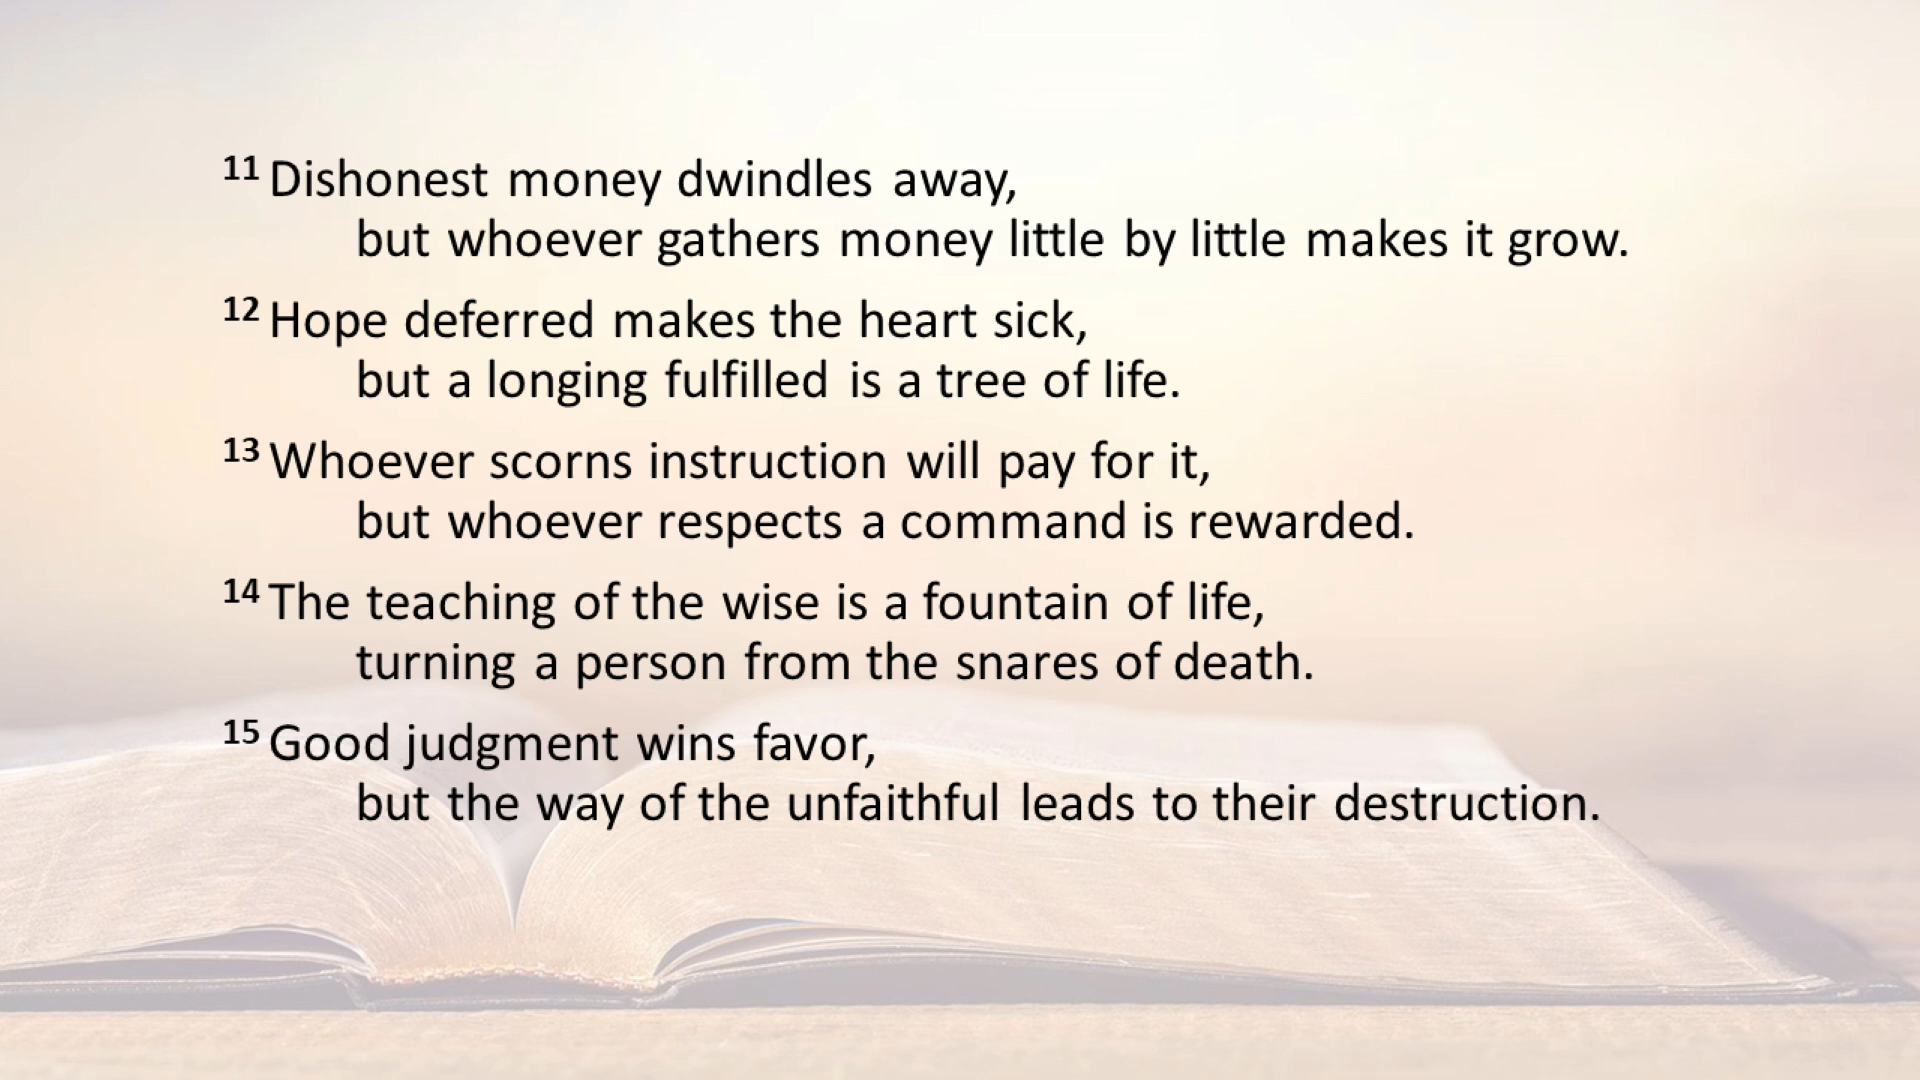 11 Dishonest money dwindles away,
but whoever gathers money little by little makes it grow.
12 Hope deferred makes the heart sick,
but a longing fulfilled is a tree of life.
13 Whoever scorns instruction will pay for it,
but whoever respects a command is rewarded.
14 The teaching of the wise is a fountain of life,
turning a person from the snares of death.
15 Good judgment wins favor,
but the way of the unfaithful leads to their destruction.